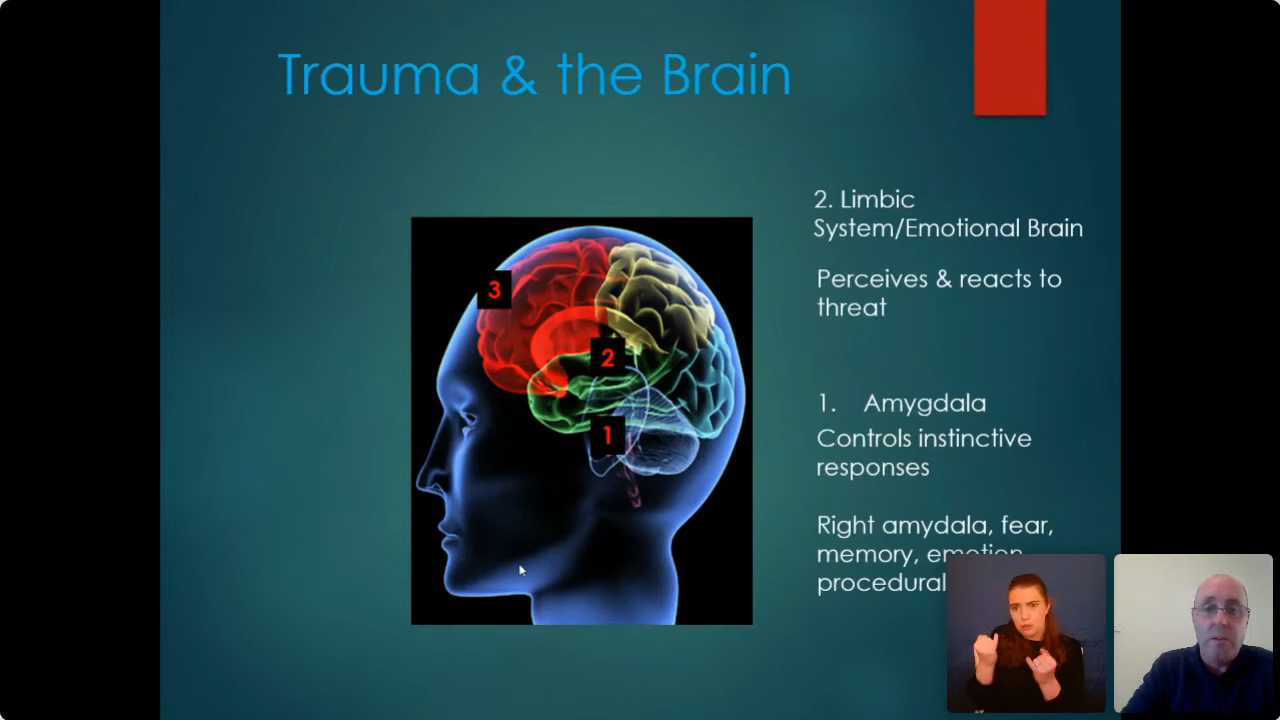 Trauma & the Brain
2. Limbic
System/Emotional Brain
Perceives & reacts to
threat
3
2
1
1. Amygdala
Controls instinctive
responses
Right amydala, fear,
memory, emotion
procedural